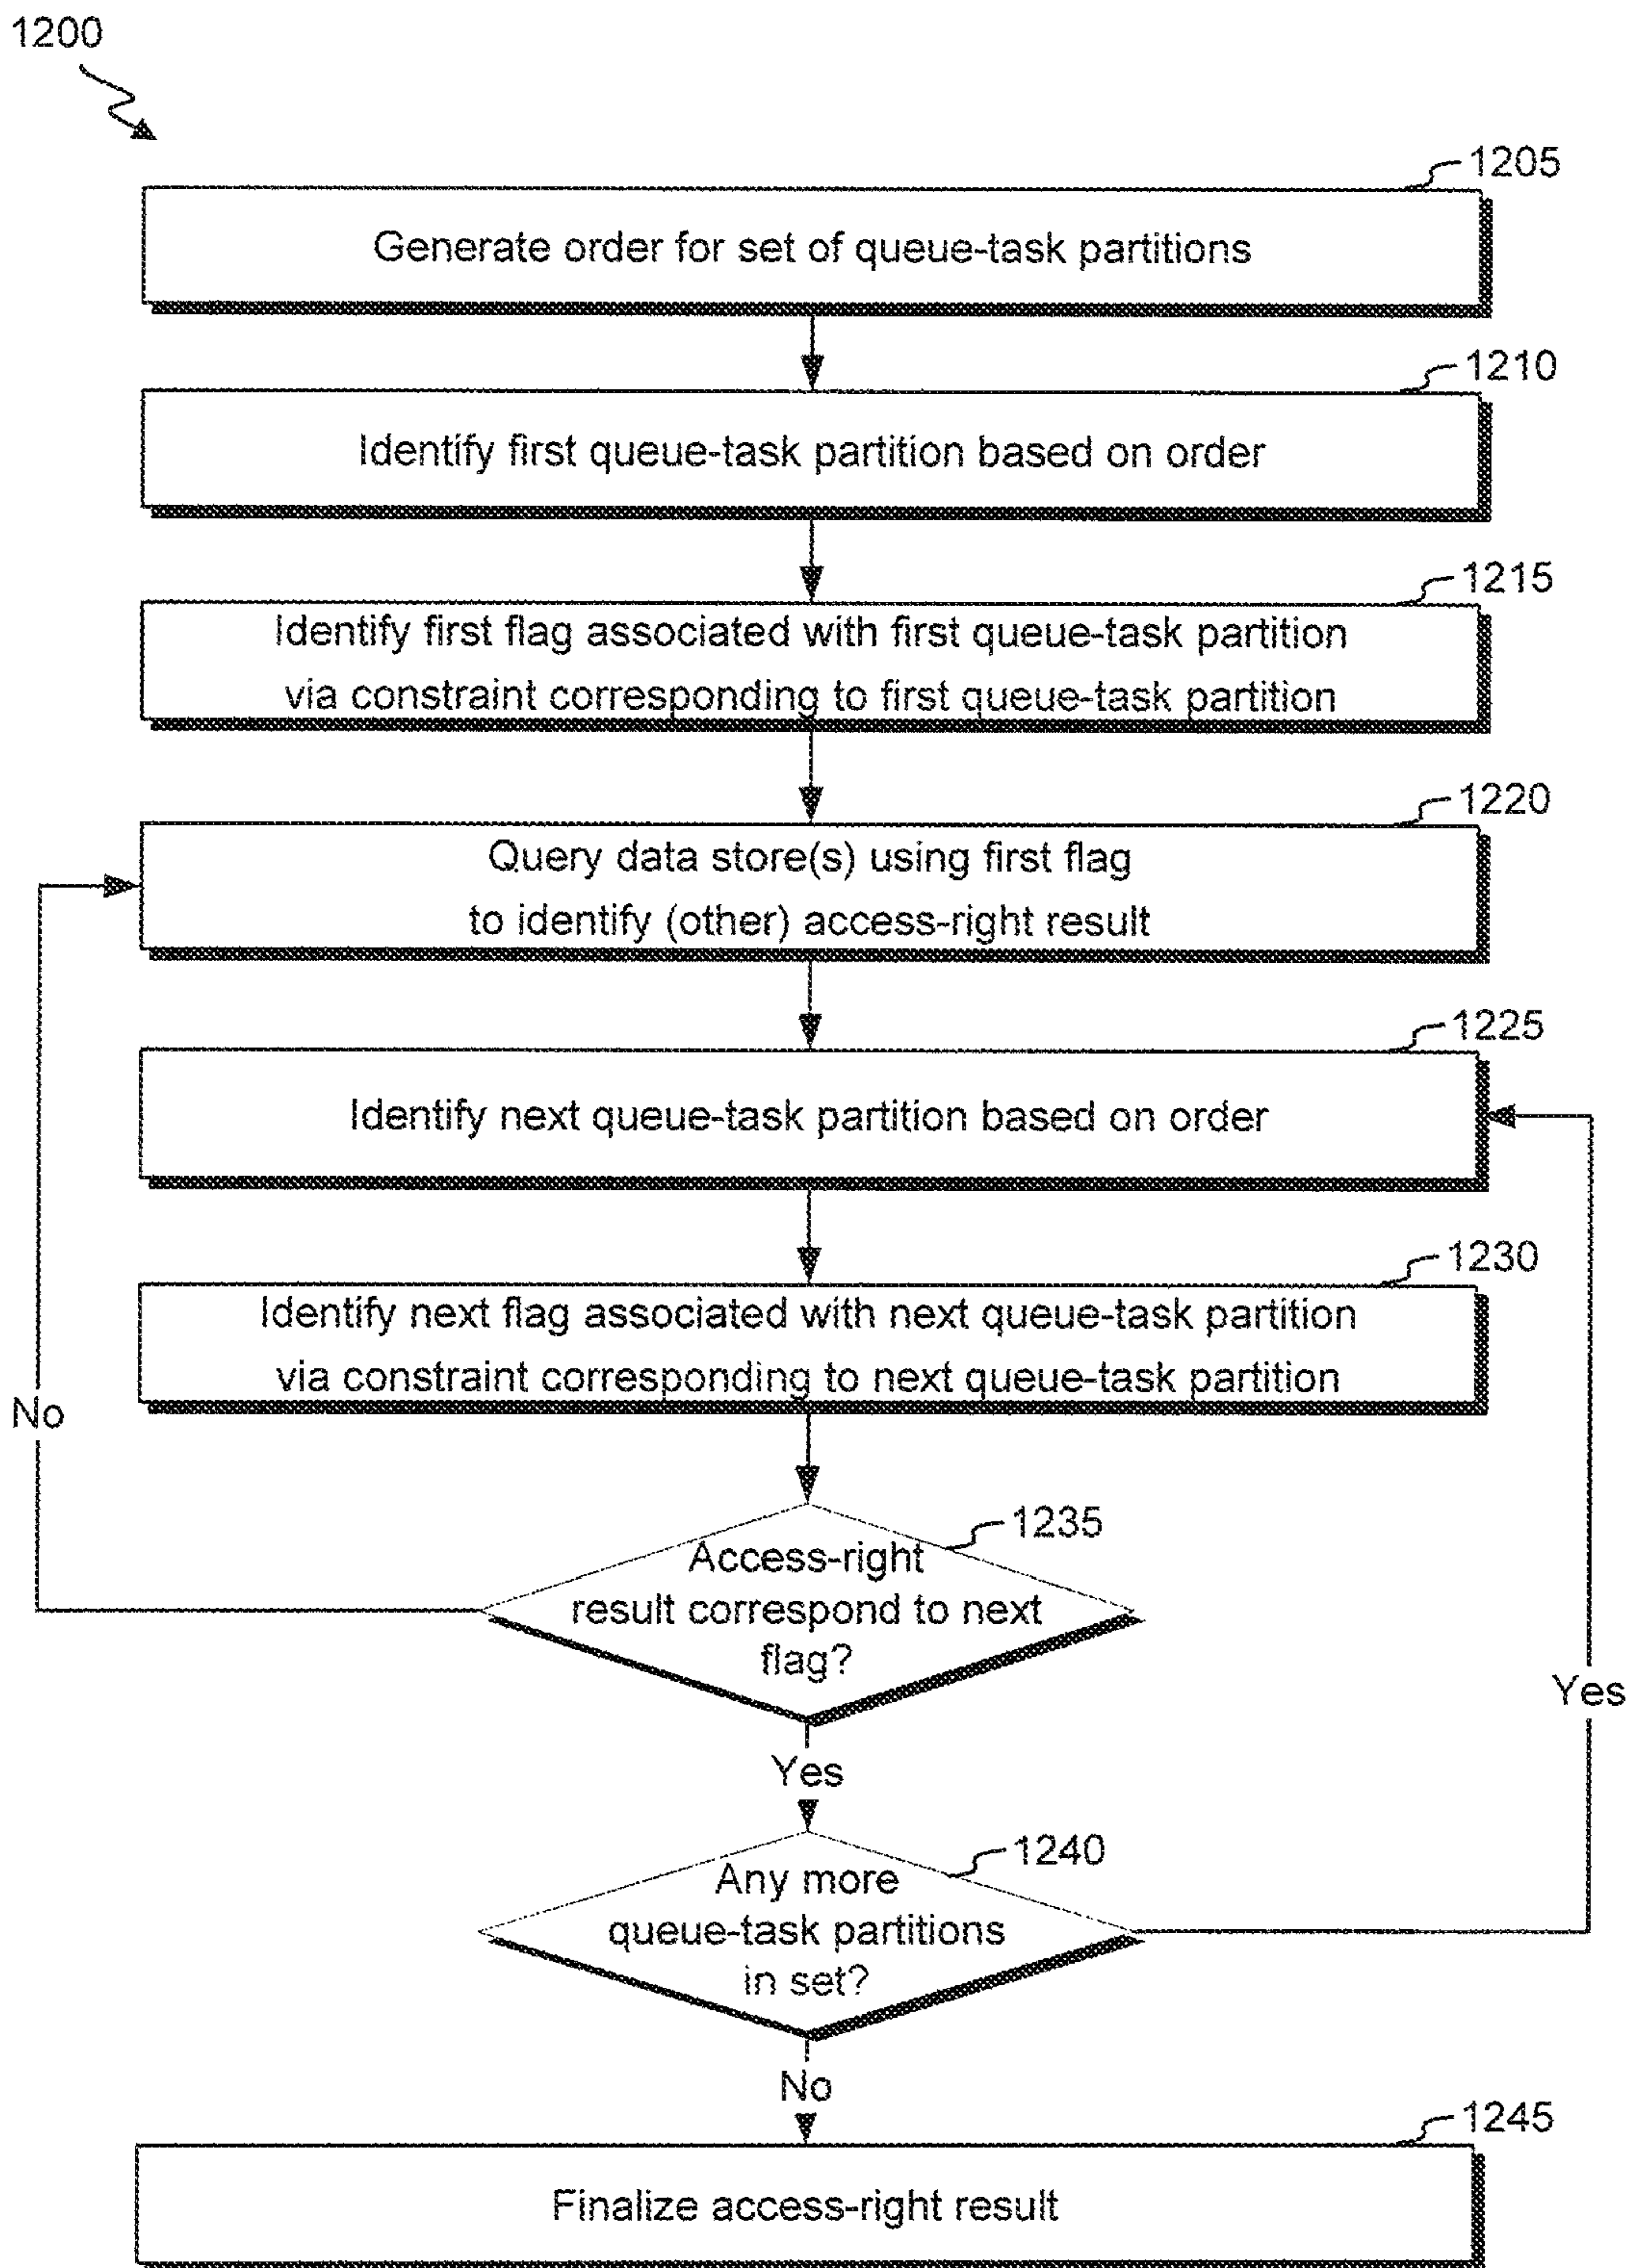 1200
1205
Generate order for set of queue-task partitions
1210
Identify first queue-task partition based on order
1215
Identify first flag associated with first queue-task partition
via constraint corresponding to first queue-task partition
1220
Query data store(s) using first flag
to identify (other) access-right result
1225
Identify next queue-task partition based on order
1230
Identify next flag associated with next queue-task partition
via constraint corresponding to next queue-task partition
No
1235
Access-right
result correspond to next
flag?
Yes
Yes
1240
Any more
queue-task partitions
in set?
No
1245
Finalize access-right result